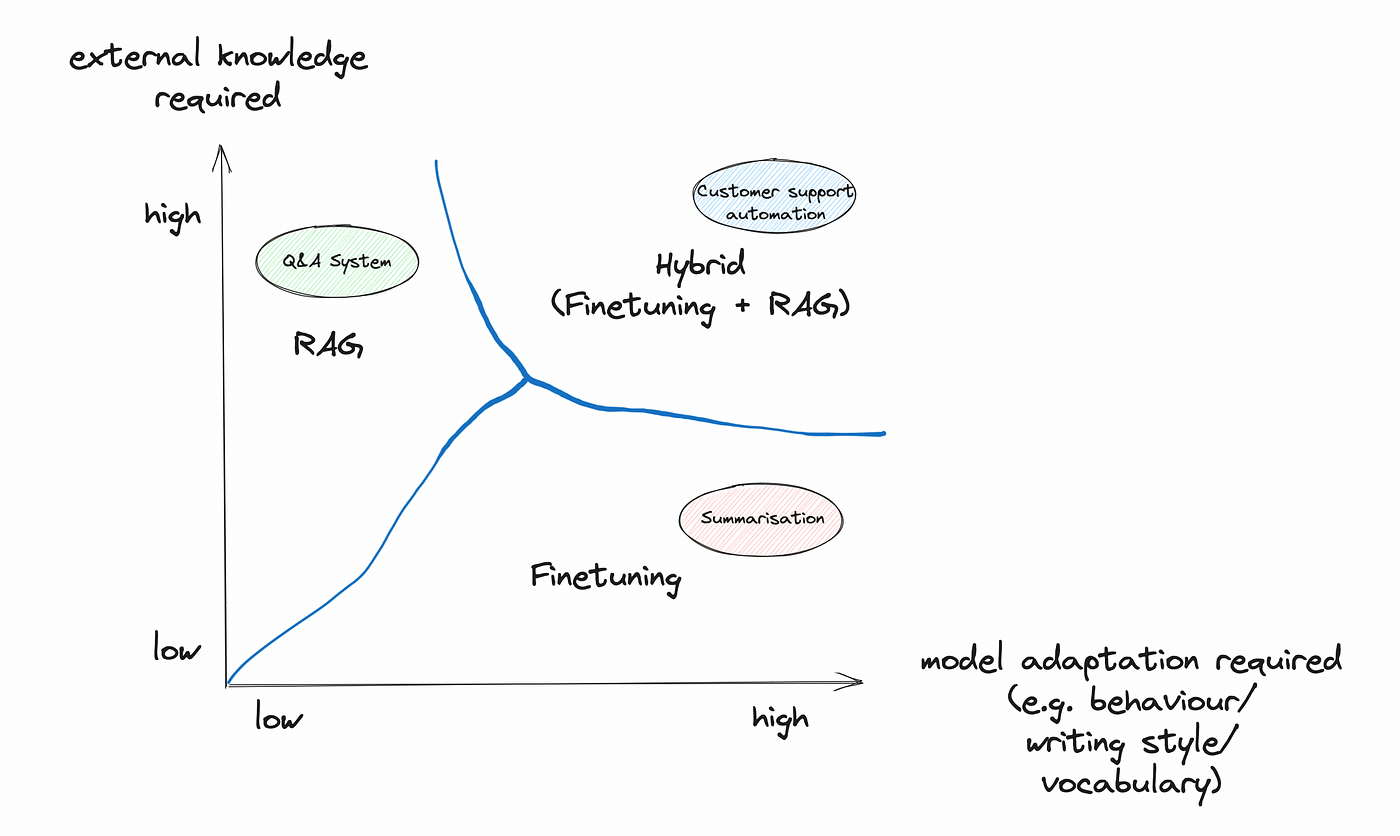 external knowledge
required
high
Customer support
automation
Q&A System
Hybrid
(Finetuning + RAG)
RAG
Summarisation
Finetuning
low
low
high
model adaptation required
(e.g. behaviour/
writing style/
vocabulary)